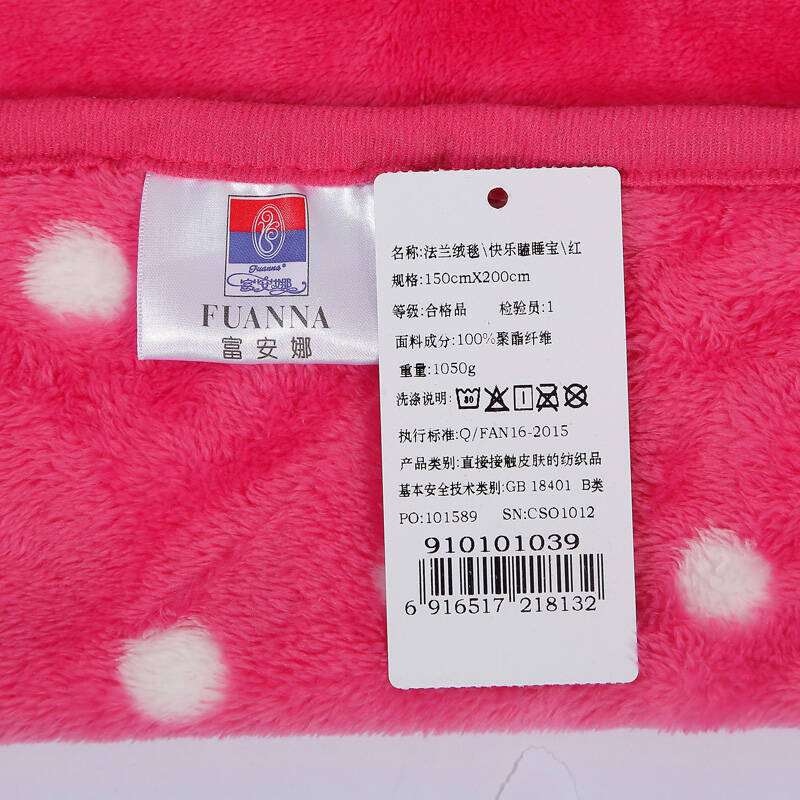 Fuanna®
富安娜
FUANNA
富安娜
名称:法兰绒毯\快乐瞌睡宝\红
规格:150cmX200cm
等级:合格品 检验员:1
面料成分:100%聚酯纤维
重量:1050g
洗涤说明: 30
执行标准:Q/FAN16-2015
产品类别:直接接触皮肤的纺织品
基本安全技术类别:GB 18401 B类
PO:101589 SN:CSO1012
910101039
6 916517 218132